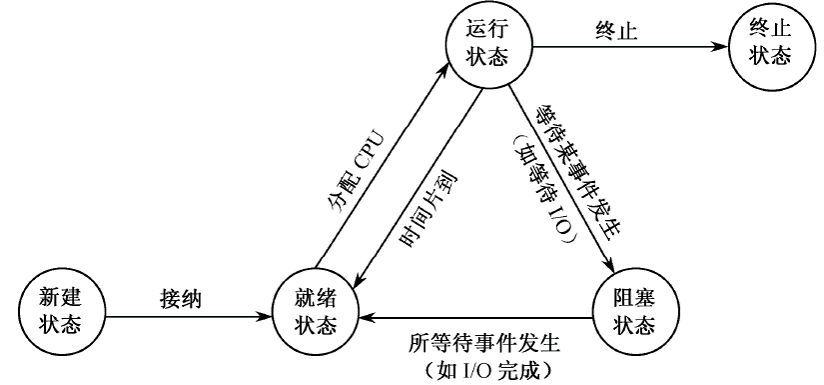 运行
状态
终止
终止
状态
分配 CPU
时间片到
等待某事件发生
（如等待 I/O）
新建
状态
接纳
就绪
状态
阻塞
状态
所等待事件发生
（如 I/O 完成）